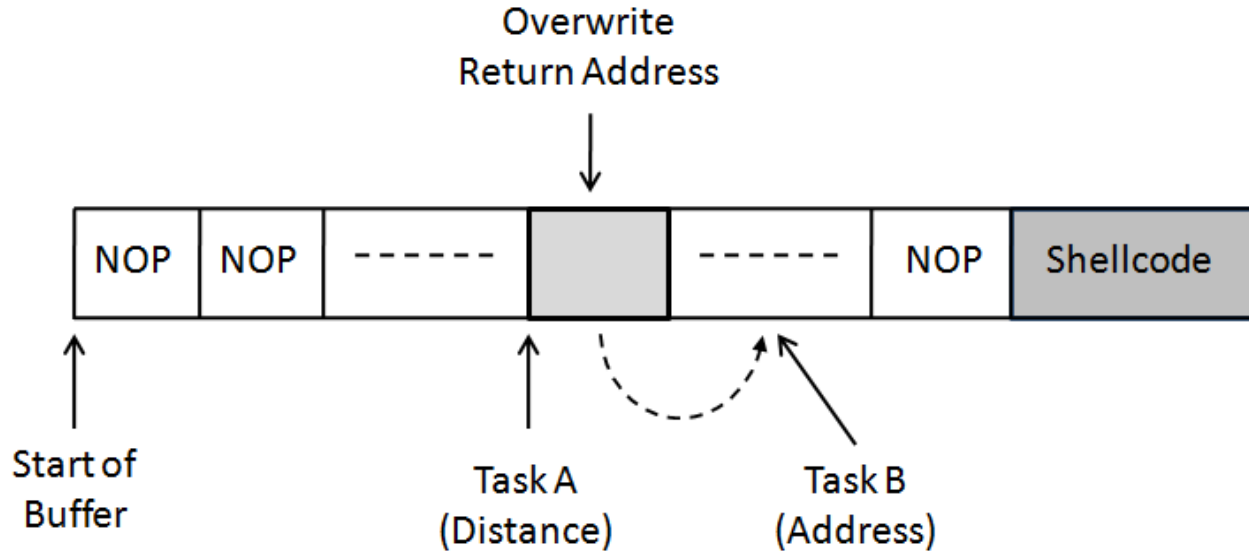 Overwrite
Return Address
NOP
NOP
NOP
Shellcode
Start of
Buffer
Task A
(Distance)
Task B
(Address)